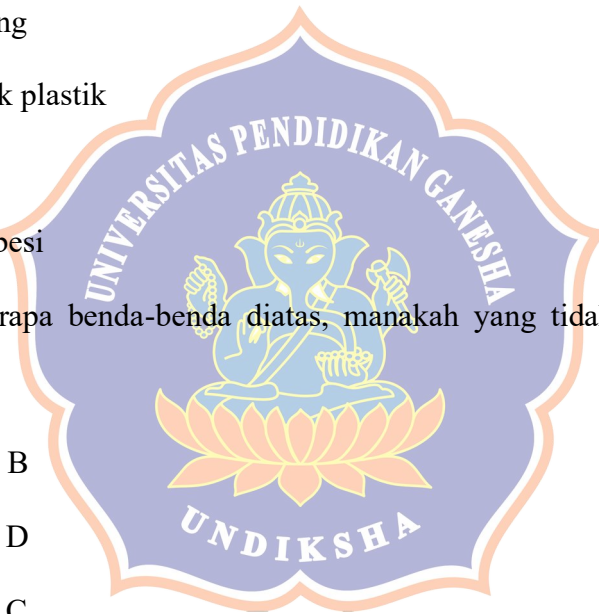 ng
k plastik
UNIVERSITAS PENDIDIKAN GANESHA
besi
rapa benda-benda diatas, manakah yang tida
B
D
UNDIKSHA
C